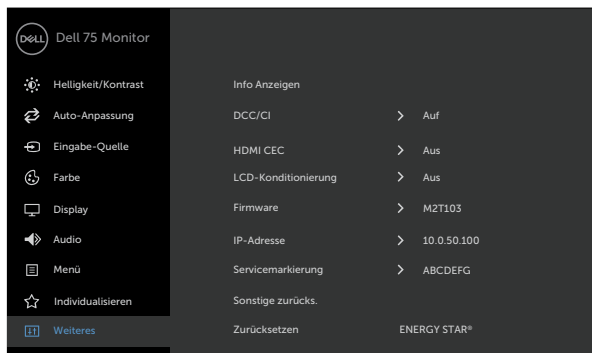 DELL Dell 75 Monitor
Helligkeit/Kontrast Info Anzeigen
Auto-Anpassung DCC/CI Auf
Eingabe-Quelle HDMI CEC Aus
Farbe LCD-Konditionierung Aus
Display Firmware M2T103
Audio IP-Adresse 10.0.50.100
Menü Servicemarkierung ABCDEFG
Individualisieren Sonstige zurücks.
Weiteres Zurücksetzen ENERGY STAR®